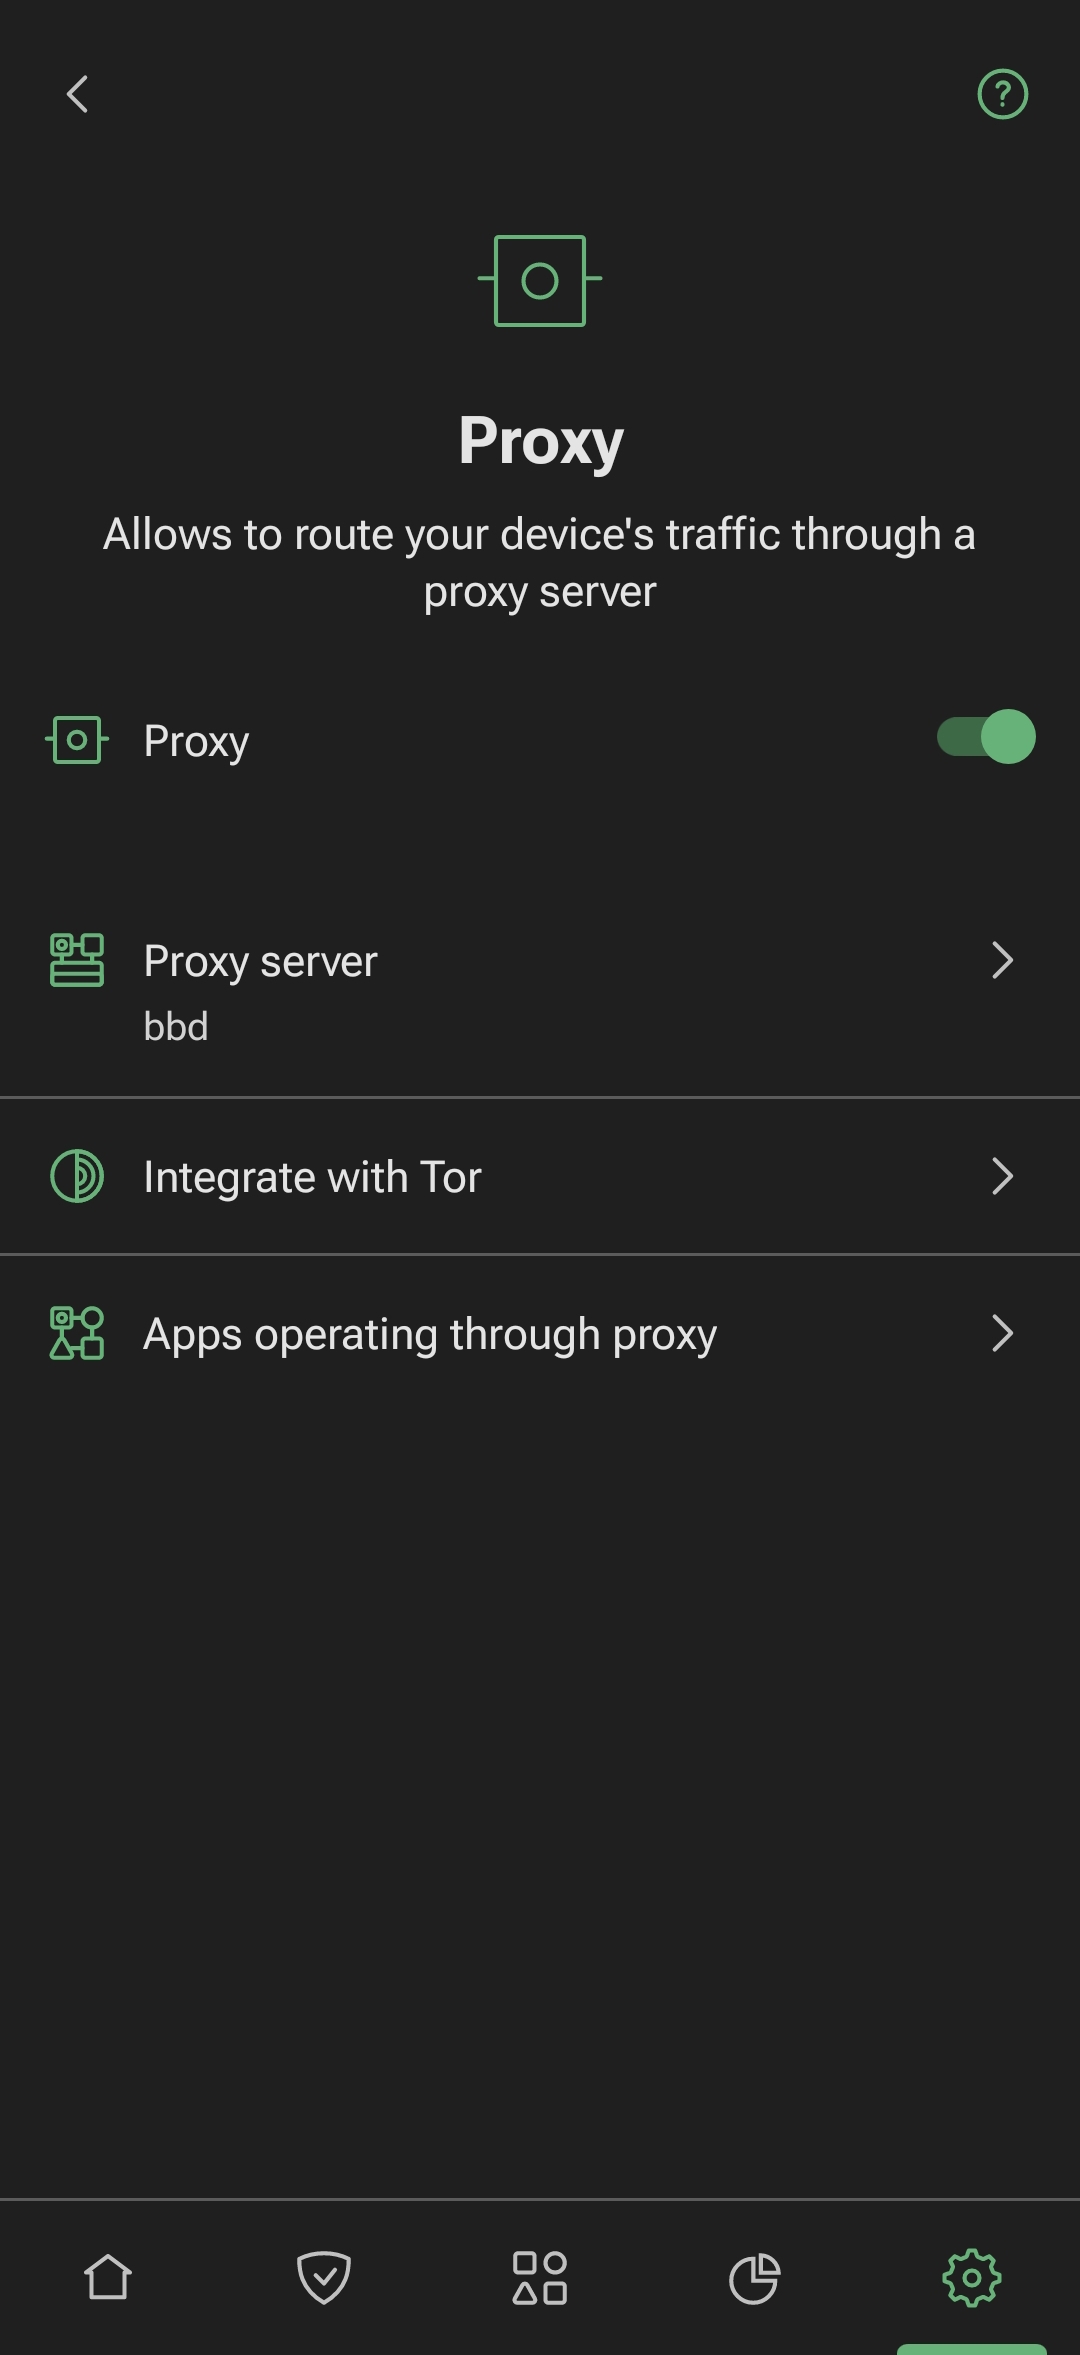 Proxy
Allows to route your device's traffic through a
proxy server
Proxy
Proxy server
bbd
Integrate with Tor
Apps operating through proxy